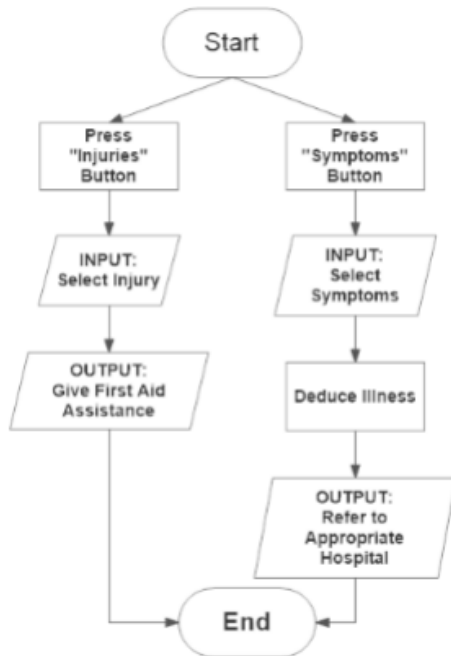 Start
Press
"Injuries"
Button
INPUT:
Select Injury
OUTPUT:
Give First Aid
Assistance
Press
"Symptoms"
Button
INPUT:
Select
Symptoms
Deduce Illness
OUTPUT:
Refer to
Appropriate
Hospital
End